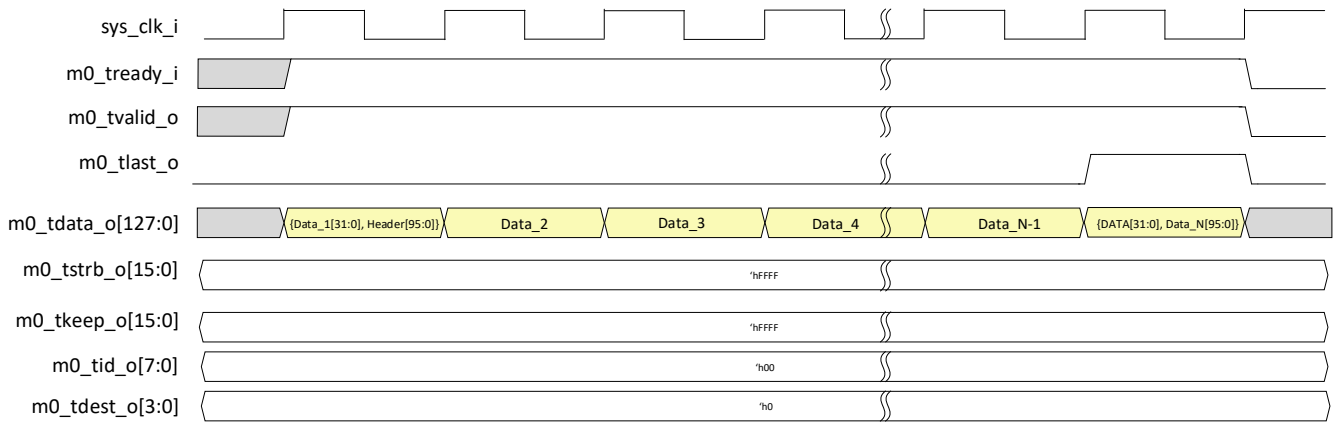 sys_clk_i
m0_tready_i
m0_tvalid_o
m0_tlast_o
m0_tdata_o[127:0] {Data_1[31:0], Header[95:0]} Data_2 Data_3 Data_4 Data_N-1 {DATA[31:0], Data_N[95:0]}
m0_tstrb_o[15:0] ‘hFFFF
m0_tkeep_o[15:0] ‘hFFFF
m0_tid_o[7:0] ‘h00
m0_tdest_o[3:0] ‘h0